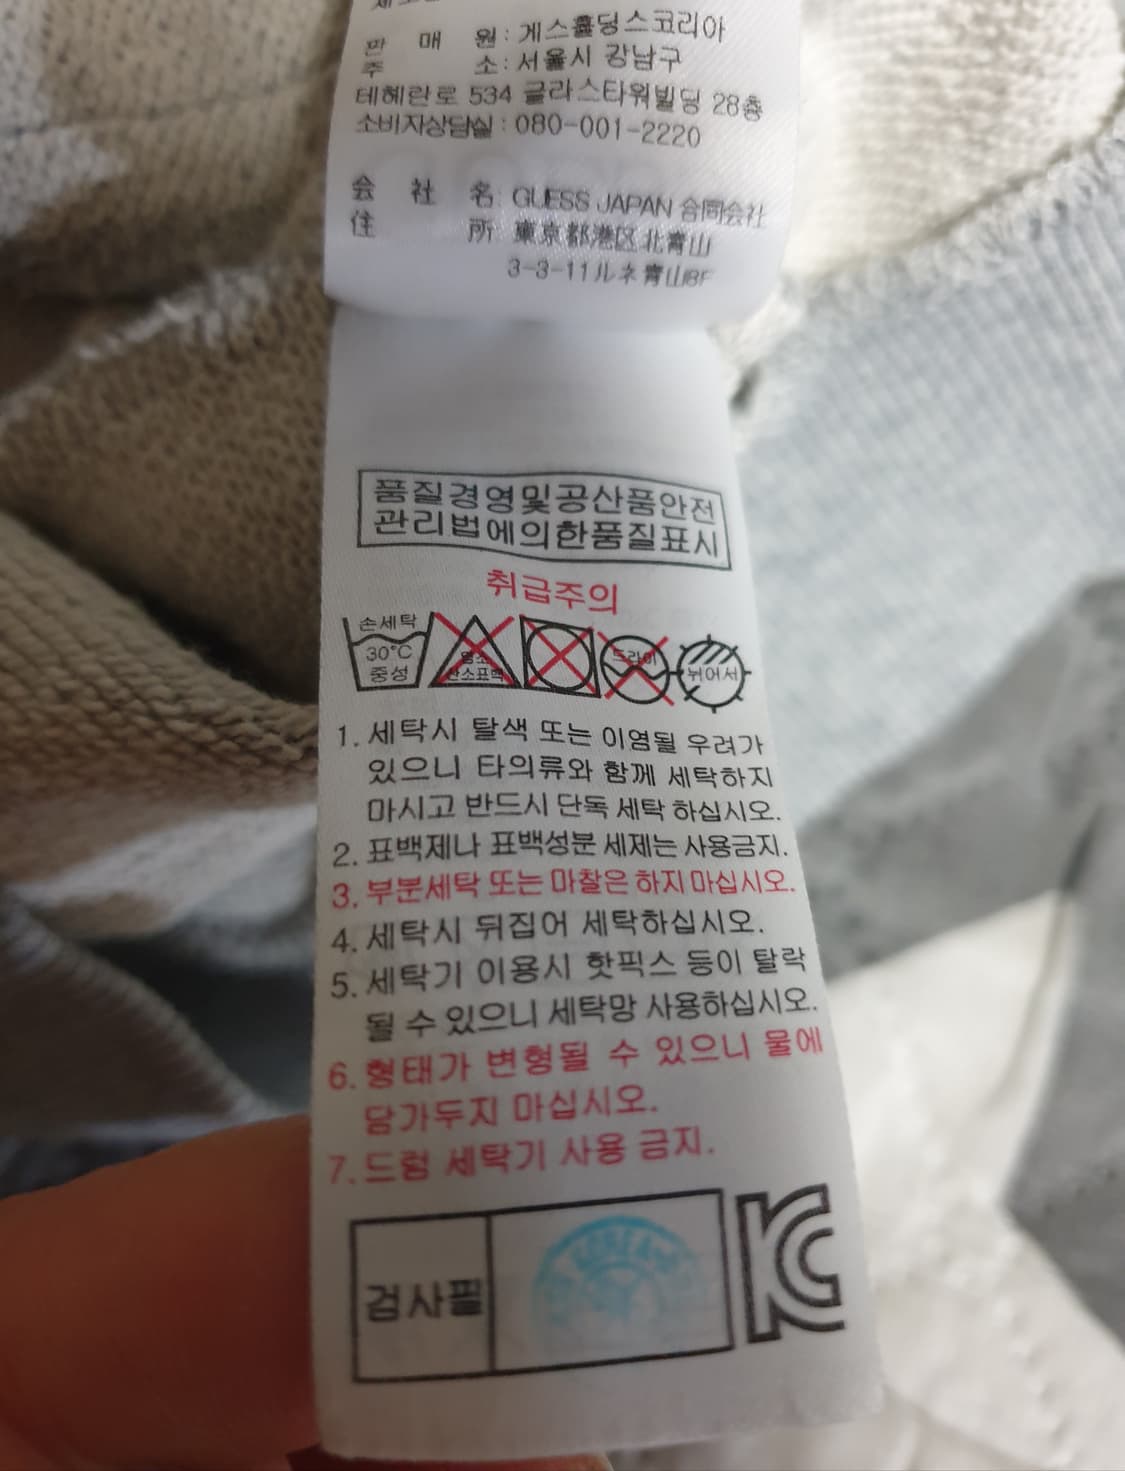 판 매 원 : 게스홀딩스코리아
주 소 : 서울시 강남구
테헤란로 534 글라스타워빌딩 28층
소비자상담실 : 080-001-2220
会 社 名 : GUESS JAPAN 合同会社
住 所 東京都港区北青山
3-3-11ルネ青山8F
품질경영및공산품안전
관리법에의한품질표시
취급주의
손세탁
30°C
중성
염소
산소표백
드라이
뉘어서
1. 세탁시 탈색 또는 이염될 우려가
있으니 타의류와 함께 세탁하지
마시고 반드시 단독 세탁 하십시오.
2. 표백제나 표백성분 세제는 사용금지.
3. 부분세탁 또는 마찰은 하지 마십시오.
4. 세탁시 뒤집어 세탁하십시오.
5. 세탁기 이용시 핫픽스 등이 탈락
될 수 있으니 세탁망 사용하십시오.
6. 형태가 변형될 수 있으니 물에
담가두지 마십시오.
7. 드럼 세탁기 사용 금지.
검사필
KOREA
KC